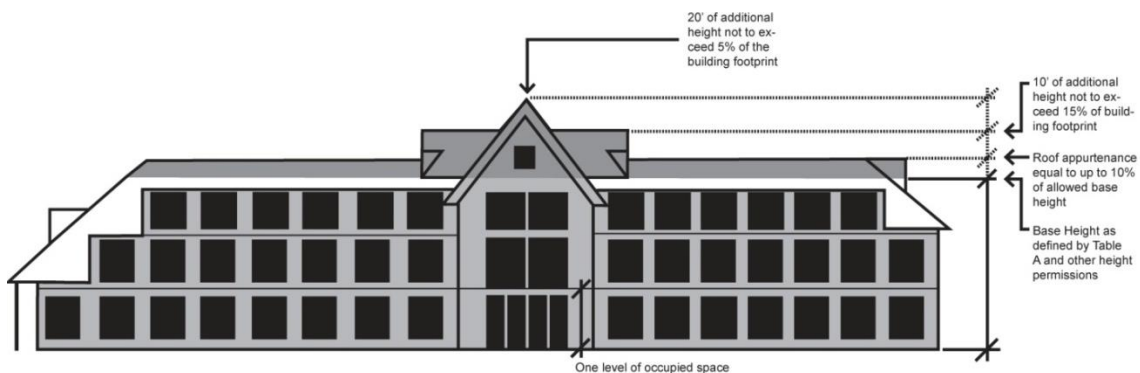 20' of additional
height not to ex-
ceed 5% of the
building footprint
10' of additional
height not to ex-
ceed 15% of build-
ing footprint
Roof appurtenance
equal to up to 10%
of allowed base
height
Base Height as
defined by Table
A and other height
permissions
One level of occupied space